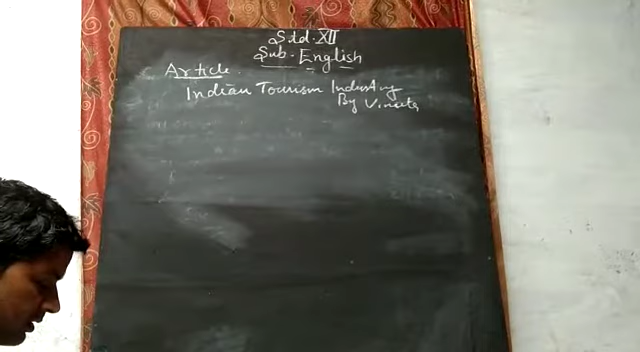 Std. XII
Sub. English
Article.
Indian Tourism Industry
By Vineeta